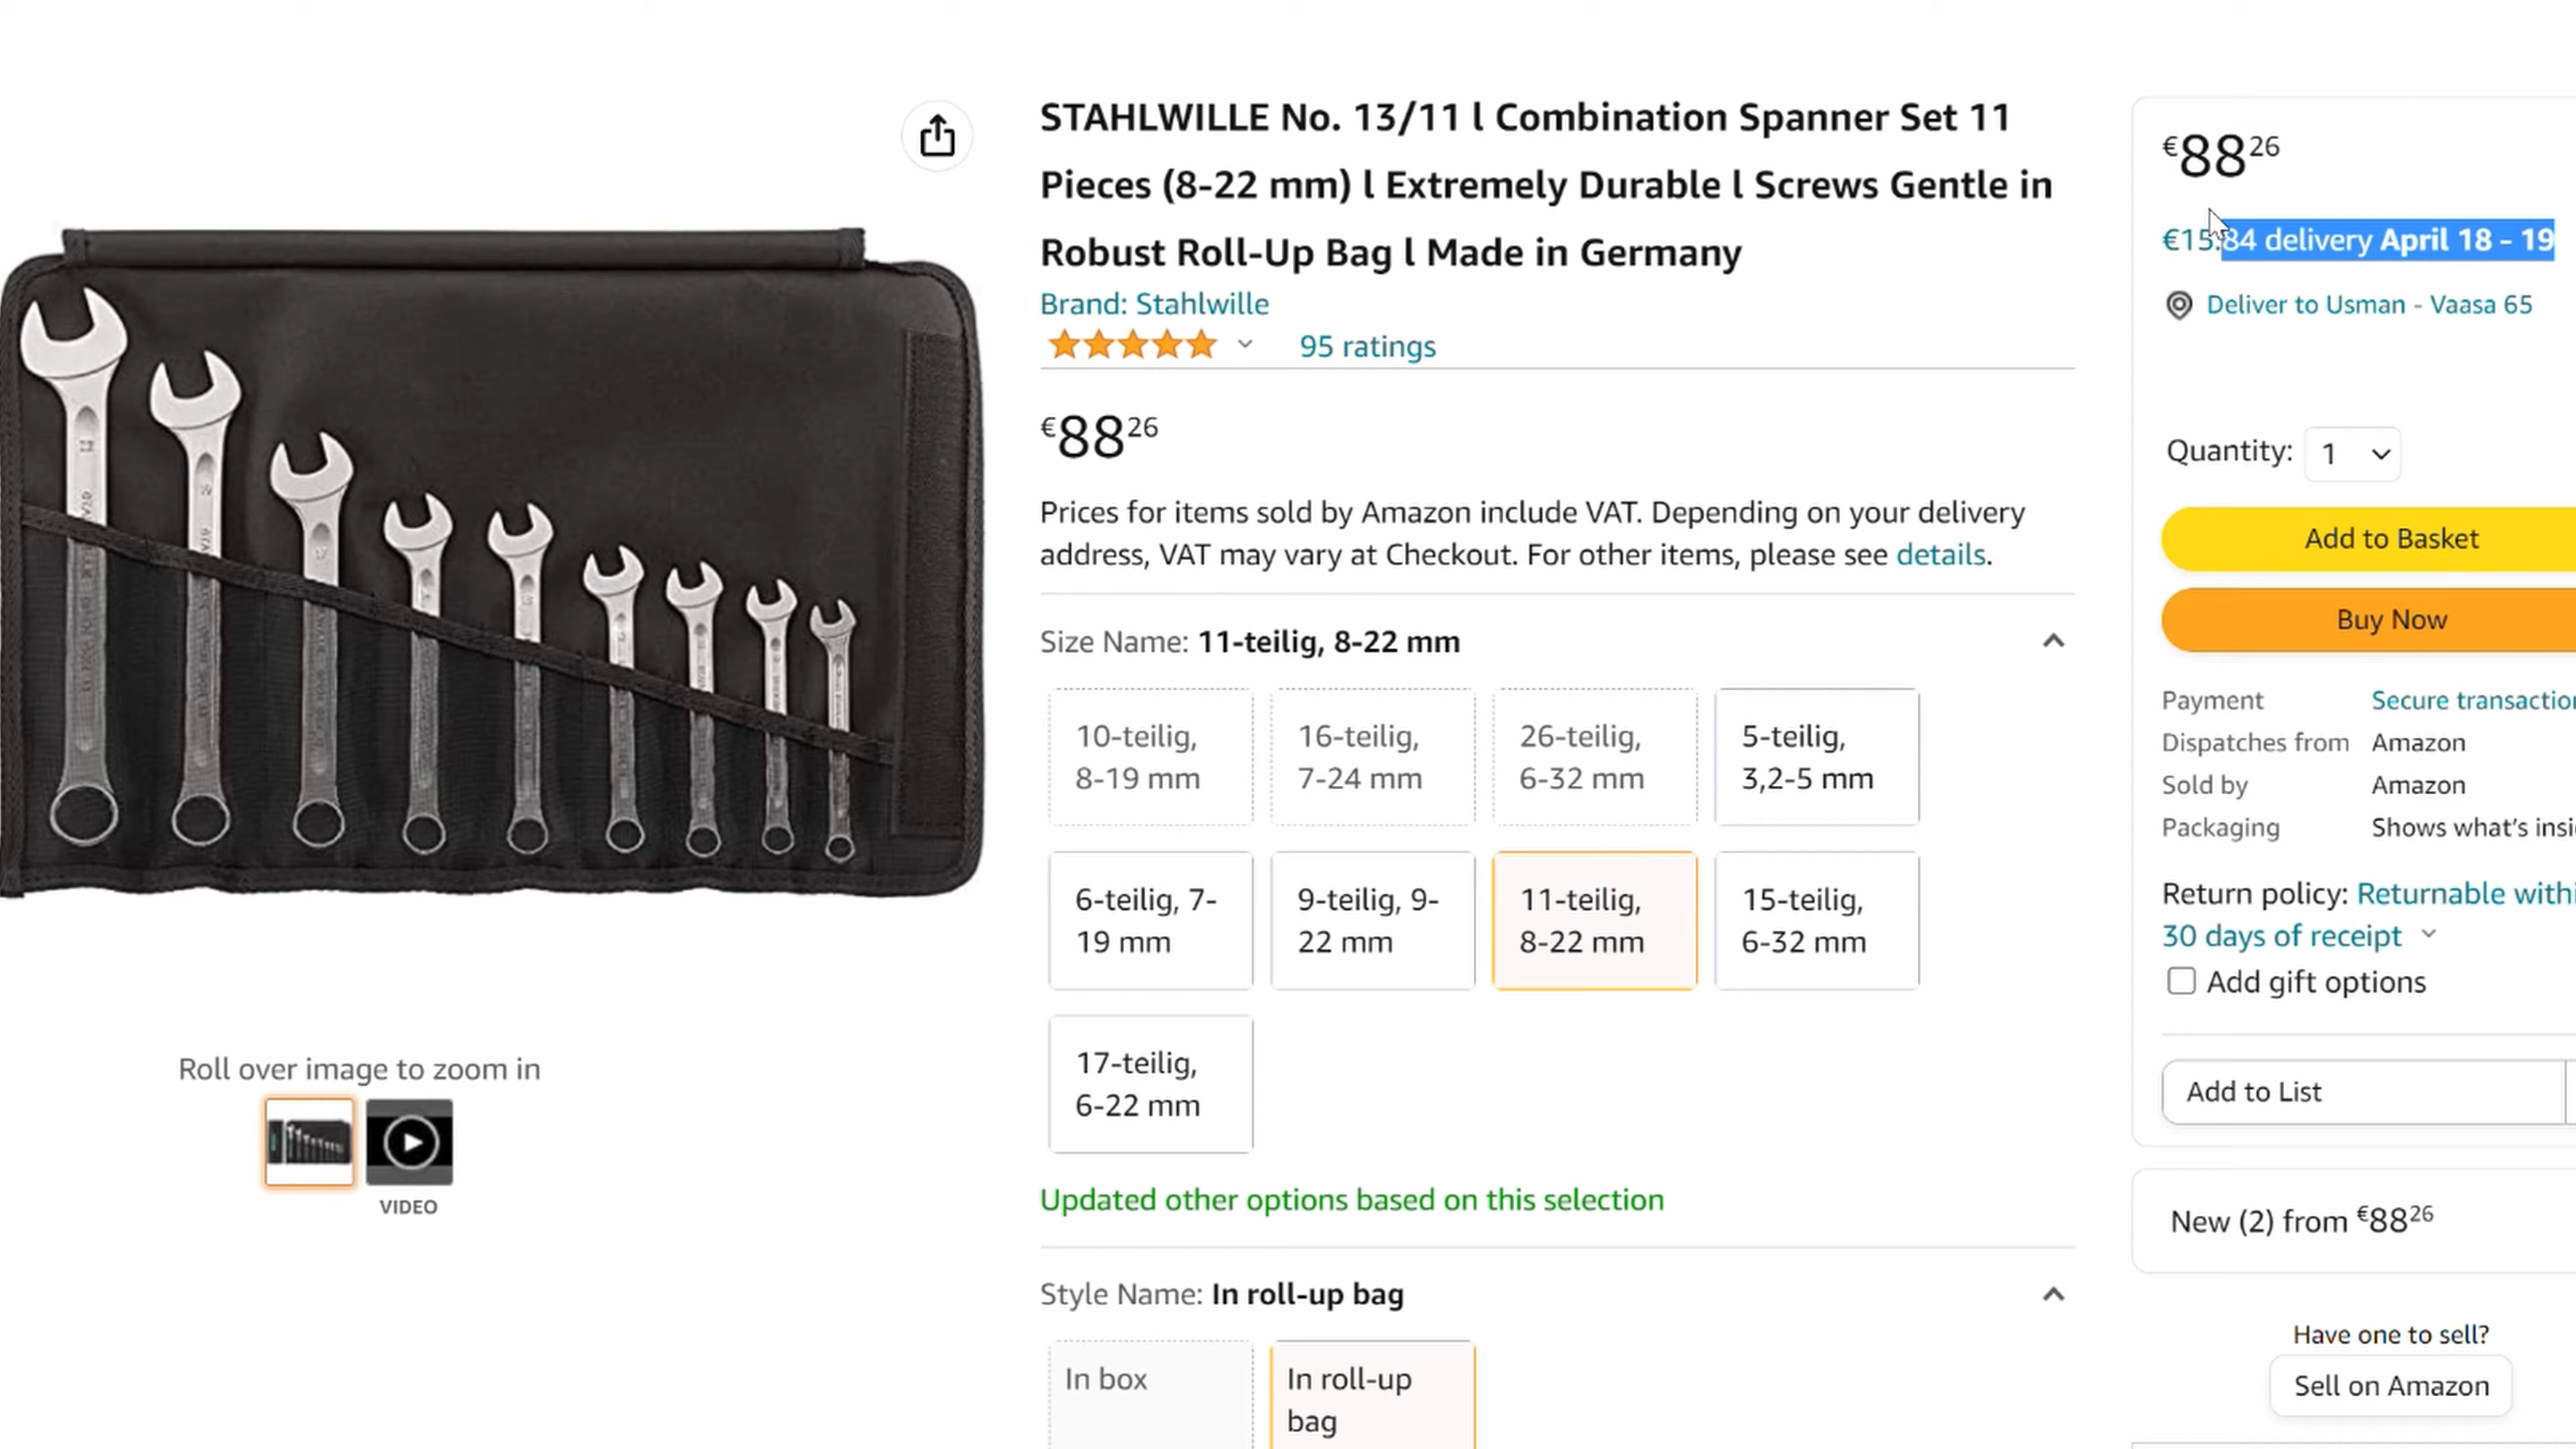 STAHLWILLE No. 13/11 l Combination Spanner Set 11
Pieces (8-22 mm) l Extremely Durable l Screws Gentle in
Robust Roll-Up Bag l Made in Germany
Brand: Stahlwille
95 ratings
€88 26
Prices for items sold by Amazon include VAT. Depending on your delivery
address, VAT may vary at Checkout. For other items, please see details.
Size Name: 11-teilig, 8-22 mm
10-teilig,
8-19 mm
16-teilig,
7-24 mm
26-teilig,
6-32 mm
5-teilig,
3,2-5 mm
6-teilig, 7-
19 mm
9-teilig, 9-
22 mm
11-teilig,
8-22 mm
15-teilig,
6-32 mm
17-teilig,
6-22 mm
Updated other options based on this selection
Style Name: In roll-up bag
In box
In roll-up
bag
Roll over image to zoom in
VIDEO
€88 26
€15.84 delivery April 18 – 19
Deliver to Usman - Vaasa 65
Quantity: 1
Add to Basket
Buy Now
Payment Secure
Dispatches from Amazon
Sold by Amazon
Packaging Shows what's
Return policy: Returnable
30 days of receipt
Add gift options
Add to List
New (2) from €88 26
Have one to sell?
Sell on Amazon